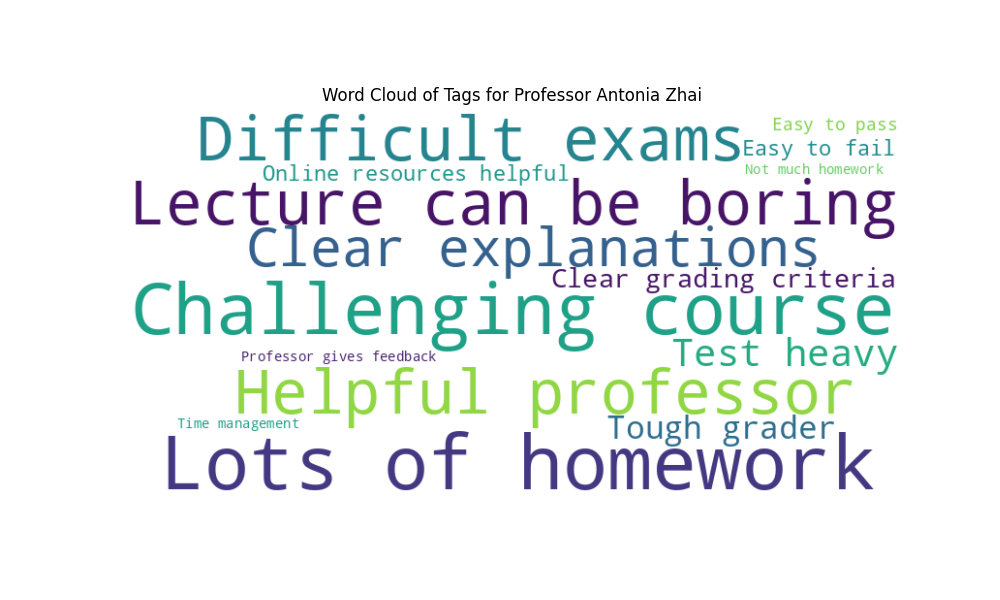 Word Cloud of Tags for Professor Antonia Zhai
Difficult exams
Easy to pass
Easy to fail
Online resources helpful
Not much homework
Lecture can be boring
Clear explanations
Clear grading criteria
Challenging course
Test heavy
Professor gives feedback
Helpful professor
Time management
Tough grader
Lots of homework